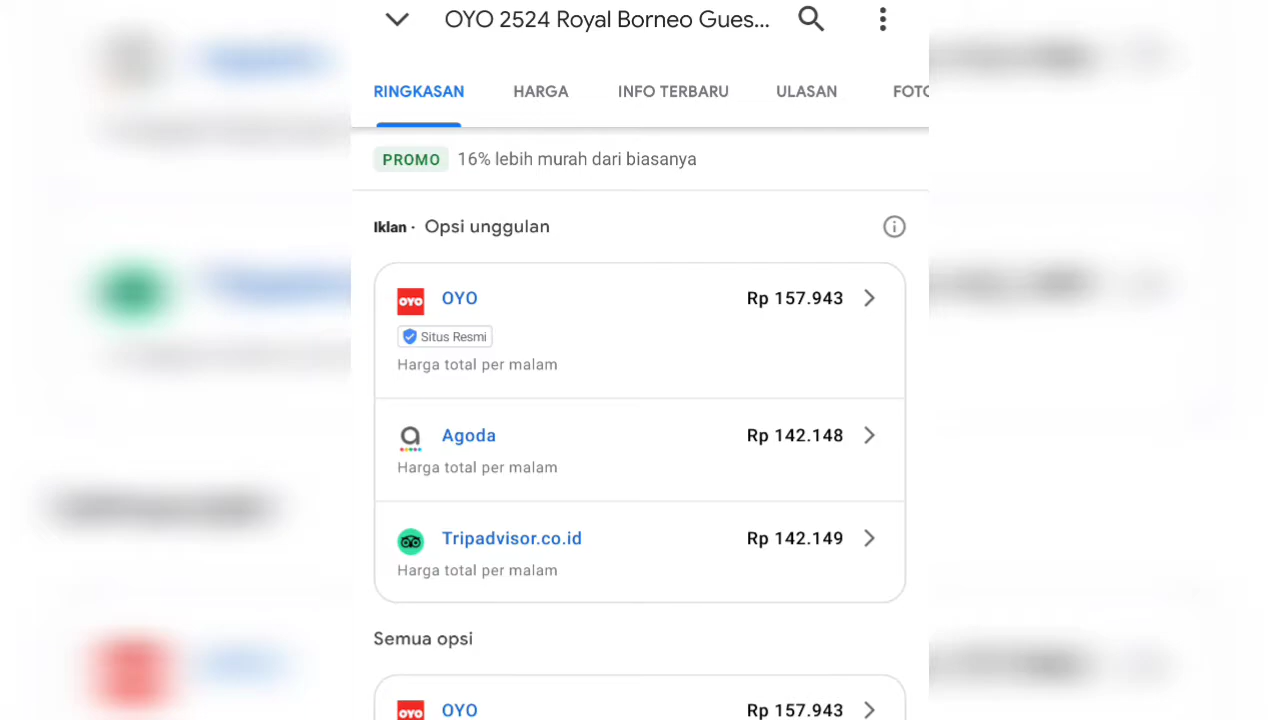 OYO 2524 Royal Borneo Gues...
RINGKASAN HARGA INFO TERBARU ULASAN FOTO
PROMO 16% lebih murah dari biasanya
Iklan · Opsi unggulan
OYO OYO Rp 157.943
Situs Resmi
Harga total per malam
Agoda Rp 142.148
Harga total per malam
Tripadvisor.co.id Rp 142.149
Harga total per malam
Semua opsi
OYO OYO Rp 157.943